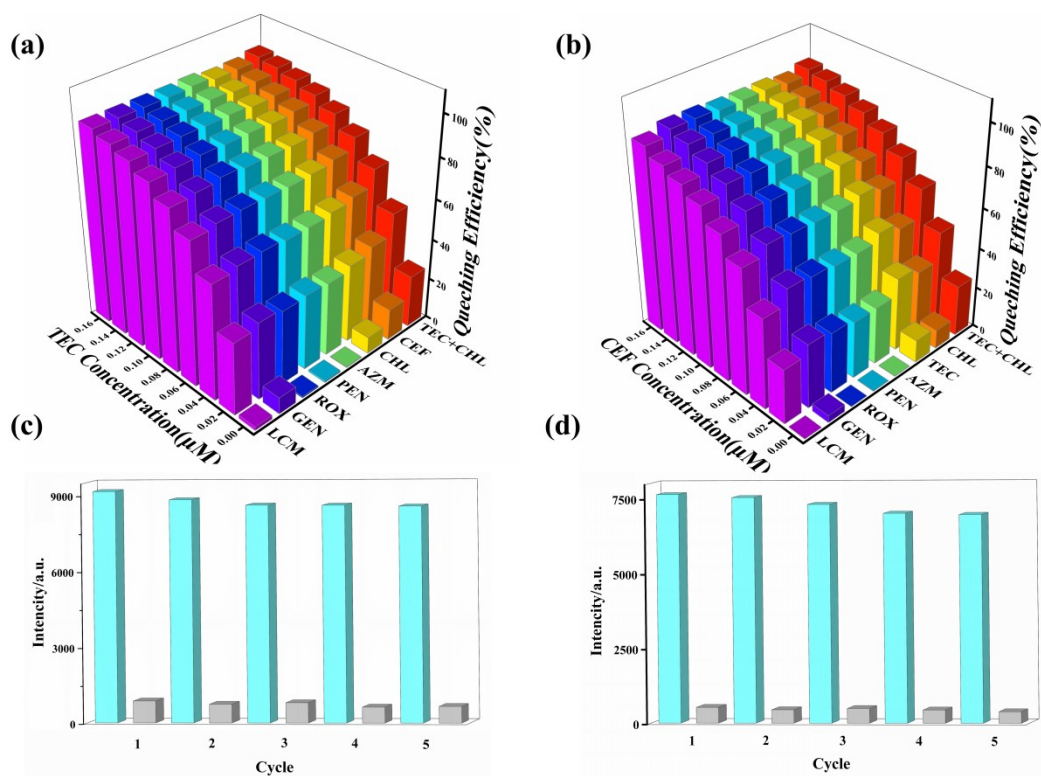 (a)
100
80
60
40
20
0
Queching Efficiency(%)
0.16
0.14
0.12
0.10
0.08
0.06
0.04
0.02
0.00
TEC Concentration(μM)
TEC+CHL
CEF
CHL
AZM
PEN
ROX
GEN
LCM
(b)
100
80
60
40
20
0
Queching Efficiency(%)
0.16
0.14
0.12
0.10
0.08
0.06
0.04
0.02
0.00
CEF Concentration(μM)
TEC+CHL
CHL
TEC
AZM
PEN
ROX
GEN
LCM
(c)
9000
6000
3000
0
Intencity/a.u.
1 2 3 4 5
Cycle
(d)
7500
5000
2500
0
Intencity/a.u.
1 2 3 4 5
Cycle